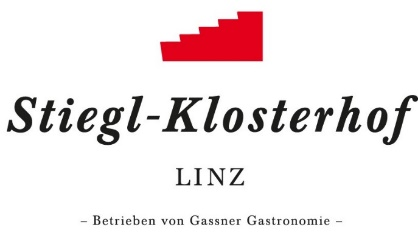 Stiegl-Klosterhof
LINZ
– Betrieben von Gassner Gastronomie –